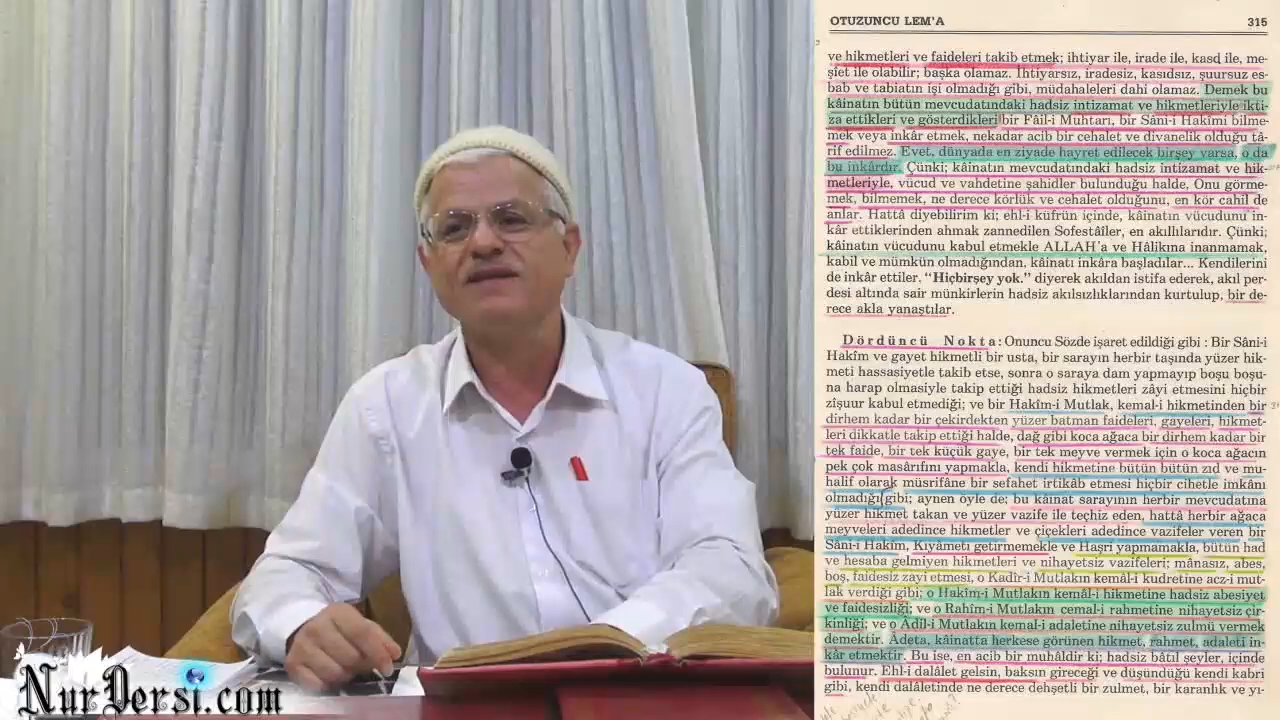 OTUZUNCU LEM'A 315
ve hikmetleri ve faideleri takib etmek; ihtiyar ile, irade ile, kasd ile, me-
şiet ile olabilir; başka olamaz. İhtiyarsız, iradesiz, kasıdsız, şuursuz es-
bab ve tabiatın işi olmadığı gibi, müdahaleleri dahi olamaz. Demek bu
kâinatın bütün mevcudatındaki hadsiz intizamat ve hikmetleriyle ikti-
za ettikleri ve gösterdikleri bir Fâil-i Muhtarı, bir Sâni-i Hakîmi bilme-
mek veya inkâr etmek, nekadar acib bir cehalet ve divanelik olduğu tâ-
rif edilmez. Evet, dünyada en ziyade hayret edilecek birşey varsa, o da
bu inkârdır. Çünki; kâinatın mevcudatındaki hadsiz intizamat ve hik-
metleriyle, vücud ve vahdetine şahidler bulunduğu halde, Onu görme-
mek, bilmemek, ne derece körlük ve cehalet olduğunu, en kör cahil de
anlar. Hattâ diyebilirim ki; ehl-i küfrün içinde, kâinatın vücudunu in-
kâr ettiklerinden ahmak zannedilen Sofestâiler, en akıllılarıdır. Çünki;
kâinatın vücudunu kabul etmekle ALLAH'a ve Hâlikına inanmamak,
kabil ve mümkün olmadığından, kâinatı inkâra başladılar... Kendilerini
de inkâr ettiler. "Hiçbirşey yok." diyerek akıldan istifa ederek, akıl per-
desi altında sair münkirlerin hadsiz akılsızlıklarından kurtulup, bir de-
rece akla yanaştılar.
Dördüncü Nokta: Onuncu Sözde işaret edildiği gibi : Bir Sâni-i
Hakîm ve gayet hikmetli bir usta, bir sarayın herbir taşında yüzer hik-
meti hassasiyetle takib etse, sonra o saraya dam yapmayıp boşu boşu-
na harap olmasiyle takip ettiği hadsiz hikmetleri zâyi etmesini hiçbir
zîşuur kabul etmediği; ve bir Hakîm-i Mutlak, kemal-i hikmetinden bir
dirhem kadar bir çekirdekten yüzer batman faideleri, gayeleri, hikmet-
leri dikkatle takip ettiği halde, dağ gibi koca ağaca bir dirhem kadar bir
tek faide, bir tek küçük gaye, bir tek meyve vermek için o koca ağacın
pek çok masârıfını yapmakla, kendi hikmetine bütün bütün zıd ve mu-
halif olarak müsrifâne bir sefahet irtikâb etmesi hiçbir cihetle imkânı
olmadığı gibi; aynen öyle de; bu kâinat sarayının herbir mevcudatına
yüzer hikmet takan ve yüzer vazife ile teçhiz eden, hattâ herbir ağaca
meyveleri adedince hikmetler ve çiçekleri adedince vazifeler veren bir
Sâni-i Hakîm, Kıyâmeti getirmemekle ve Haşri yapmamakla, bütün had
ve hesaba gelmiyen hikmetleri ve nihayetsiz vazifeleri; mânasız, abes,
boş, faidesiz zayi etmesi, o Kadîr-i Mutlakın kemâl-i kudretine acz-i mut-
lak verdiği gibi; o Hakîm-i Mutlakın kemâl-i hikmetine hadsiz abesiyet
ve faidesizliği; ve o Rahîm-i Mutlakın cemal-i rahmetine nihayetsiz çir-
kinliği; ve o Âdil-i Mutlakın kemal-i adaletine nihayetsiz zulmü vermek
demektir. Âdeta, kâinatta herkese görünen hikmet, rahmet, adaleti in-
kâr etmektir. Bu ise, en acib bir muhâldir ki; hadsiz bâtıl şeyler, içinde
bulunur. Ehl-i dalâlet gelsin, baksın gireceği ve düşündüğü kendi kabri
gibi, kendi dalâletinde ne derece dehşetli bir zulmet, bir karanlık ve yı-
NurDersi.com